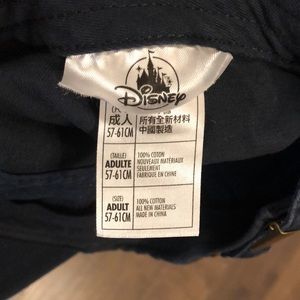 Disney
成人
57-61CM
所有全新材料
中國製造
(TAILLE)
ADULTE
57-61CM
100% COTON
NOUVEAUX MATÉRIAUX
SEULEMENT
FABRIQUÉ EN CHINE
(SIZE)
ADULT
57-61CM
100% COTTON
ALL NEW MATERIALS
MADE IN CHINA